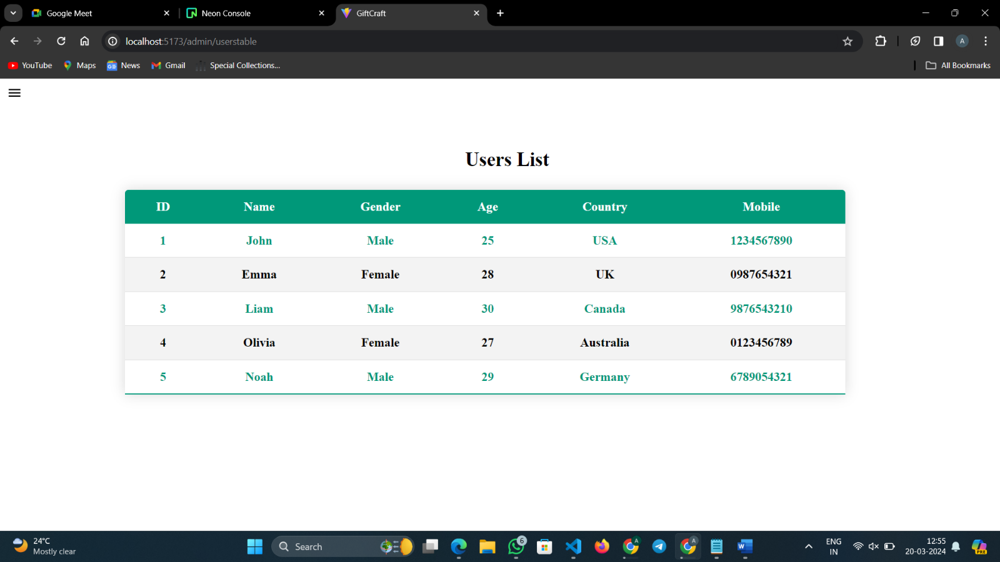 Google Meet
Neon Console
GiftCraft
localhost:5173/admin/userstable
A
YouTube Maps News Gmail Special Collections... All Bookmarks
Users List
ID Name Gender Age Country Mobile
1 John Male 25 USA 1234567890
2 Emma Female 28 UK 0987654321
3 Liam Male 30 Canada 9876543210
4 Olivia Female 27 Australia 0123456789
5 Noah Male 29 Germany 6789054321
24°C
Mostly clear
Search
6
A
A
W
PRE
ENG
IN
12:55
20-03-2024